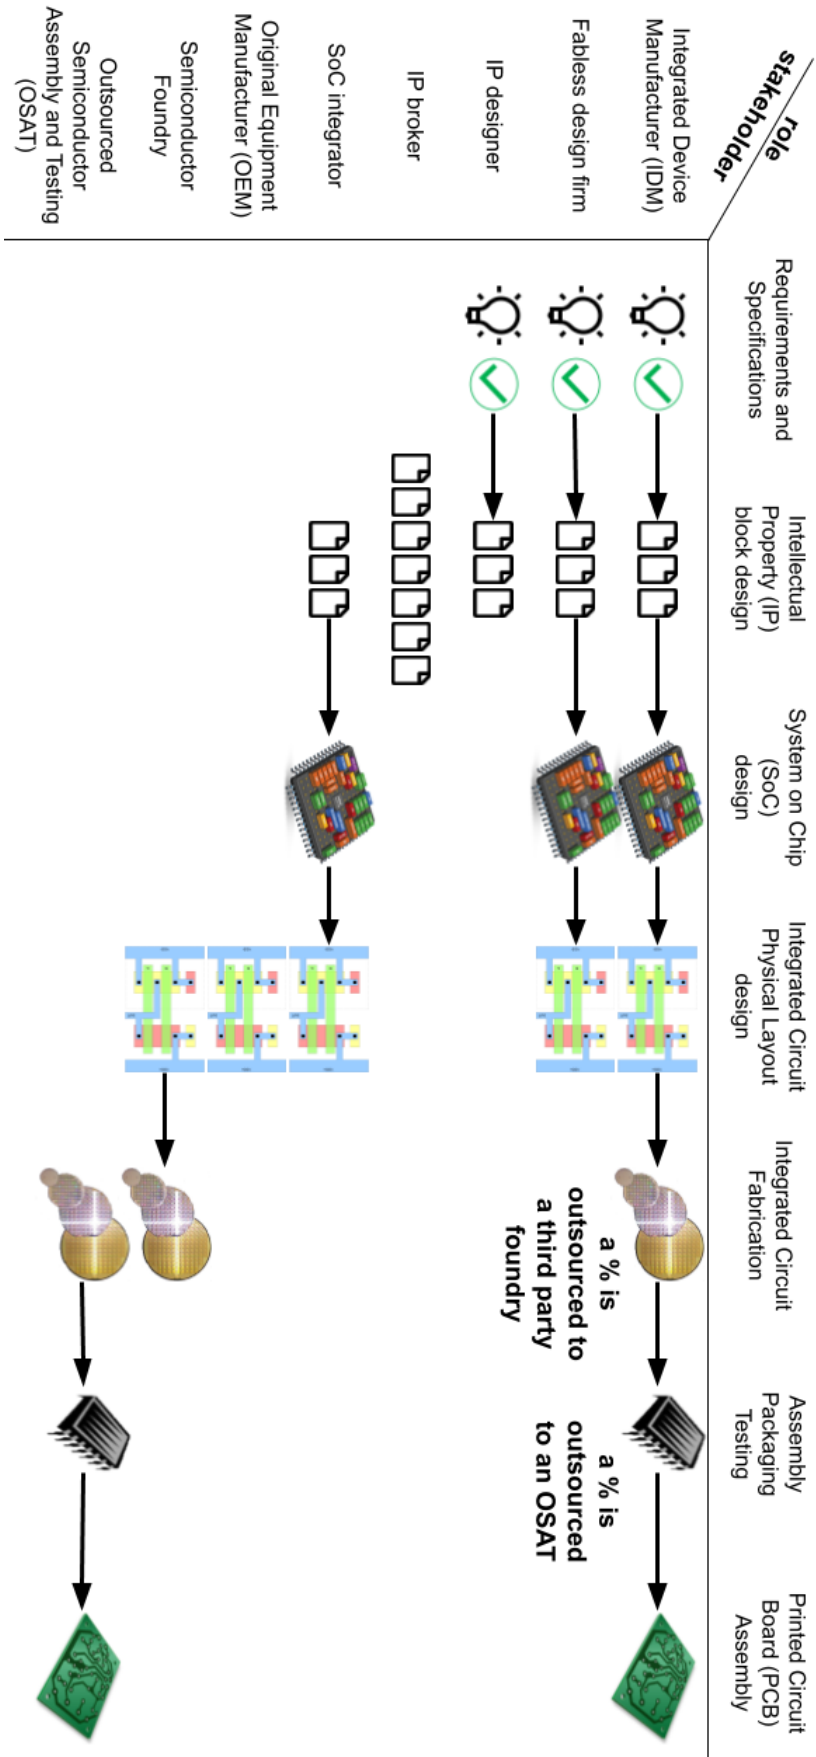 role
stakeholder
Requirements and
Specifications
Intellectual
Property (IP)
block design
System on Chip
(SoC)
design
Integrated Circuit
Physical Layout
design
Integrated Circuit
Fabrication
Assembly
Packaging
Testing
Printed Circuit
Board (PCB)
Assembly
Integrated Device
Manufacturer (IDM)
a % is
outsourced to
a third party
foundry
a % is
outsourced
to an OSAT
Fabless design firm
IP designer
IP broker
SoC integrator
Original Equipment
Manufacturer (OEM)
Semiconductor
Foundry
Outsourced
Semiconductor
Assembly and Testing
(OSAT)